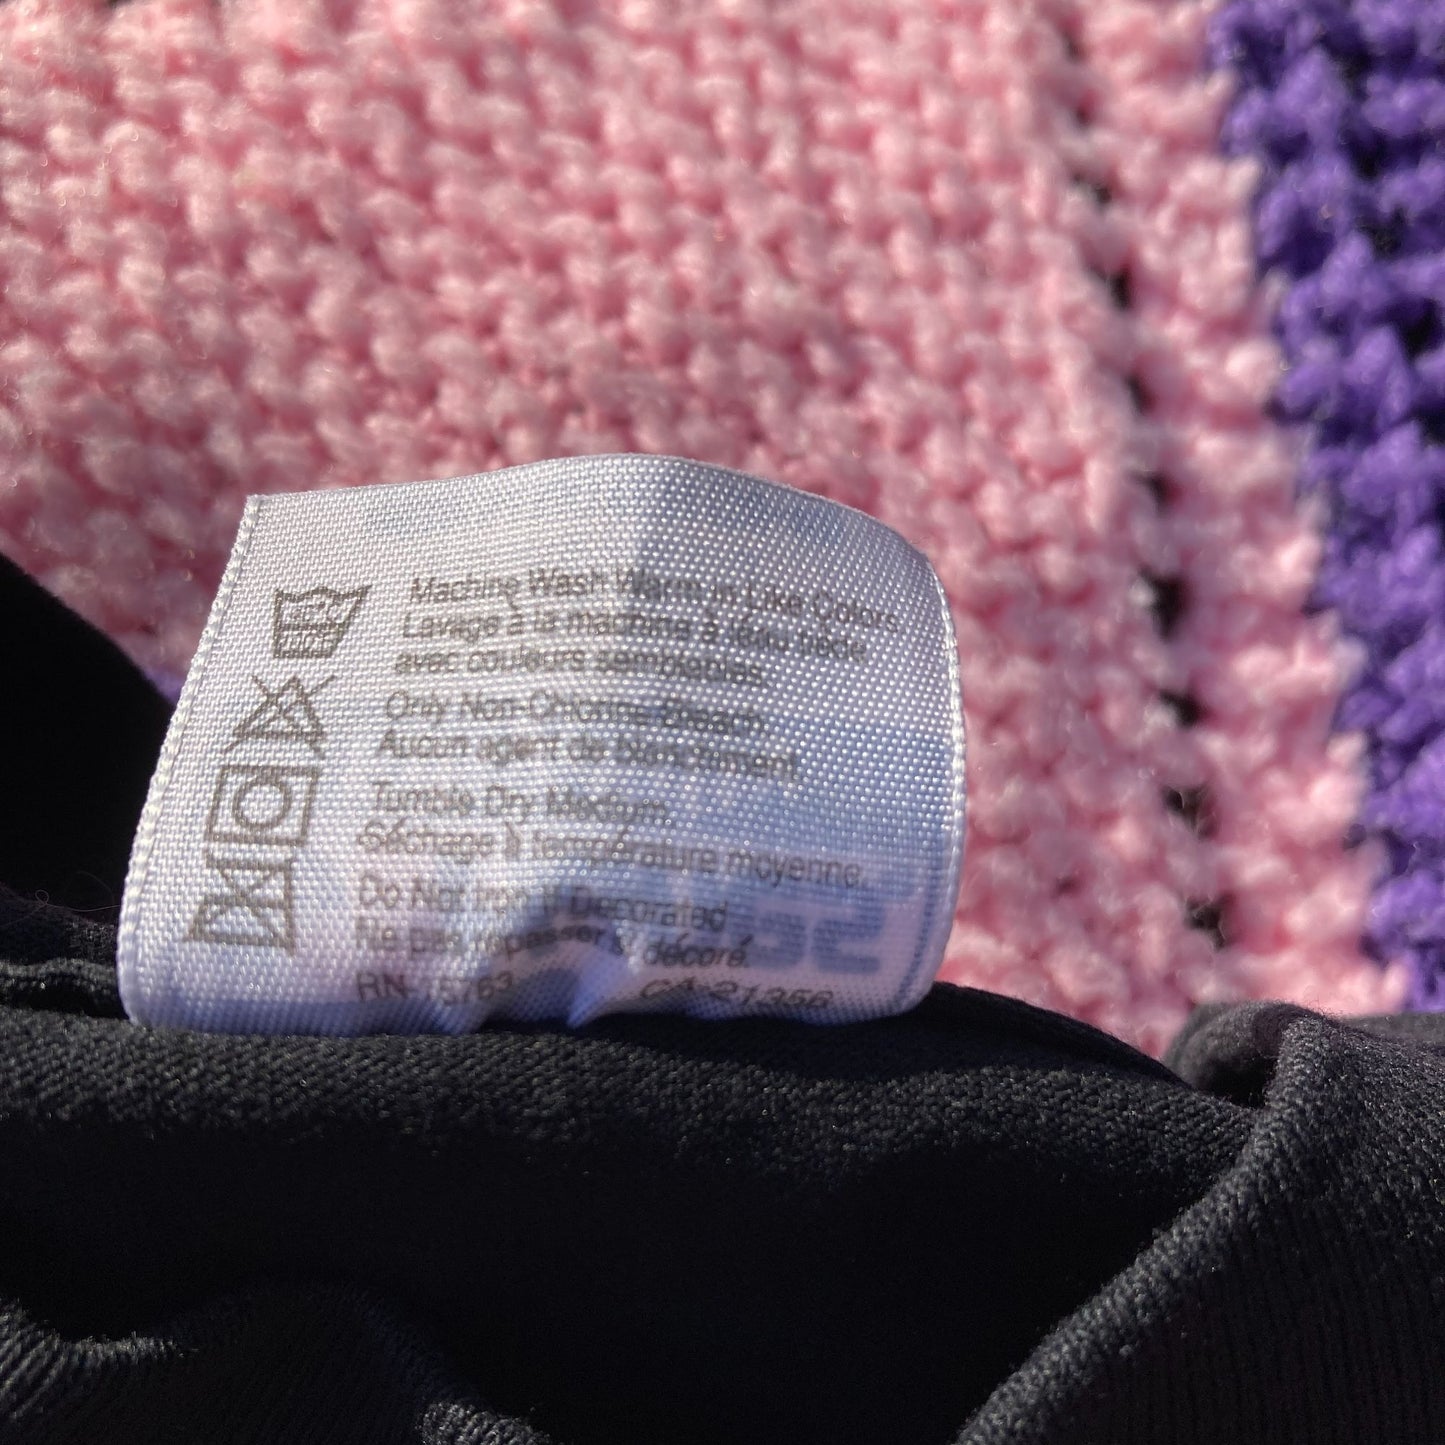 Machine Wash Warm in Like Colors.
Lavage à la machine à l'eau tiède
avec couleurs semblables.
Only Non-Chlorine Bleach.
Aucun agent de blanchiment.
Tumble Dry Medium.
Séchage à température moyenne.
Do Not Iron If Decorated
Ne pas repasser si décoré.
RN 15763 CA 21356